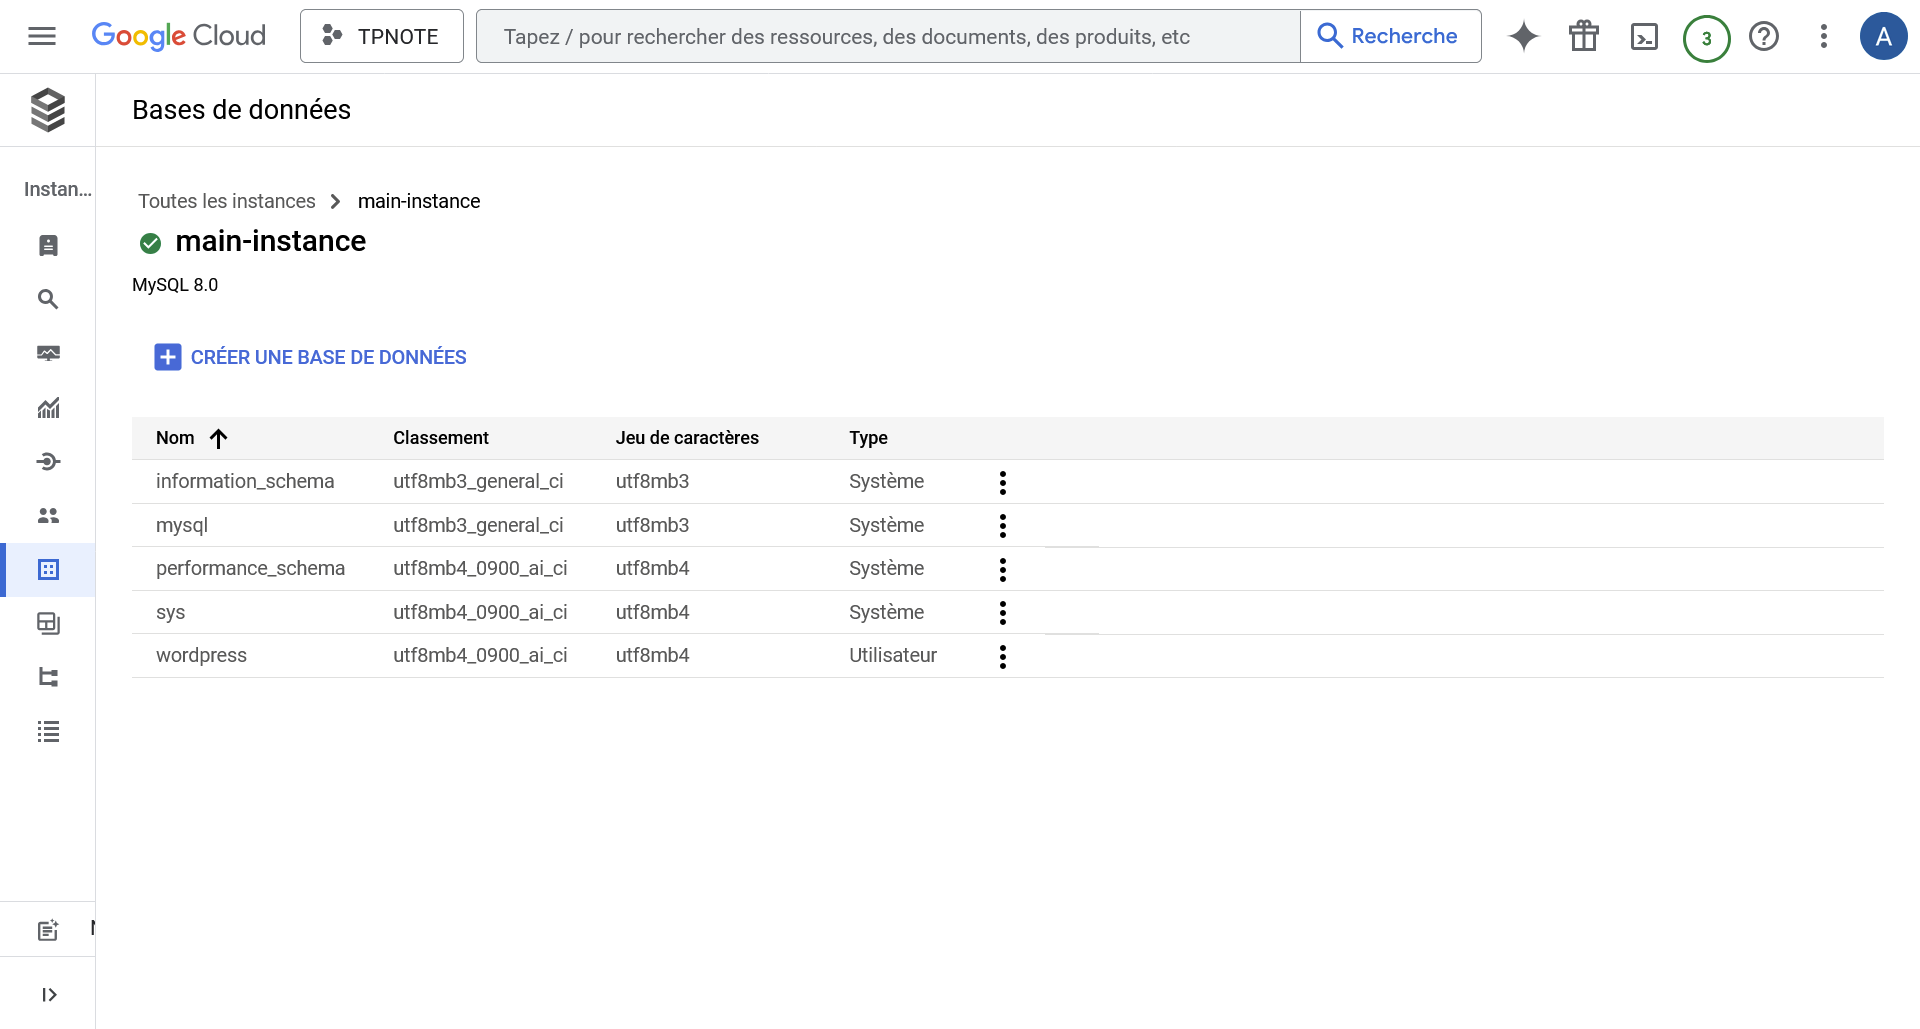 Google Cloud
TPNOTE
Tapez / pour rechercher des ressources, des documents, des produits, etc
Recherche
3
A
Bases de données
Instan...
Toutes les instances
main-instance
main-instance
MySQL 8.0
CRÉER UNE BASE DE DONNÉES
Nom Classement Jeu de caractères Type
information_schema utf8mb3_general_ci utf8mb3 Système
mysql utf8mb3_general_ci utf8mb3 Système
performance_schema utf8mb4_0900_ai_ci utf8mb4 Système
sys utf8mb4_0900_ai_ci utf8mb4 Système
wordpress utf8mb4_0900_ai_ci utf8mb4 Utilisateur